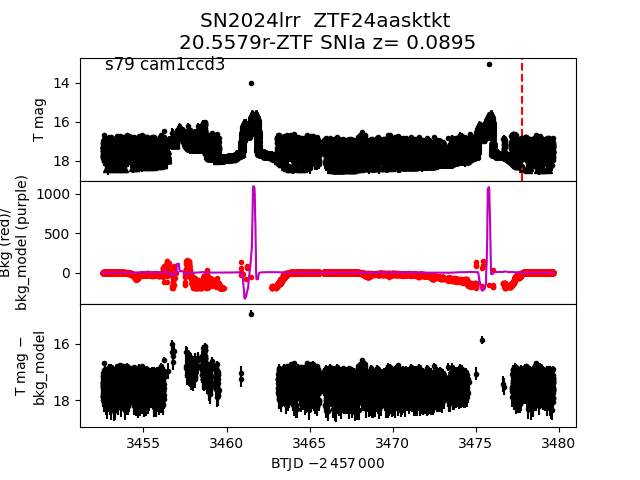 SN2024lrr  ZTF24aasktkt
20.5579r-ZTF SNIa z= 0.0895
s79 cam1ccd3
T mag
14
16
18
Bkg (red)/
bkg_model (purple)
1000
500
0
T mag −
bkg_model
16
18
3455 3460 3465 3470 3475 3480
BTJD −2 457 000